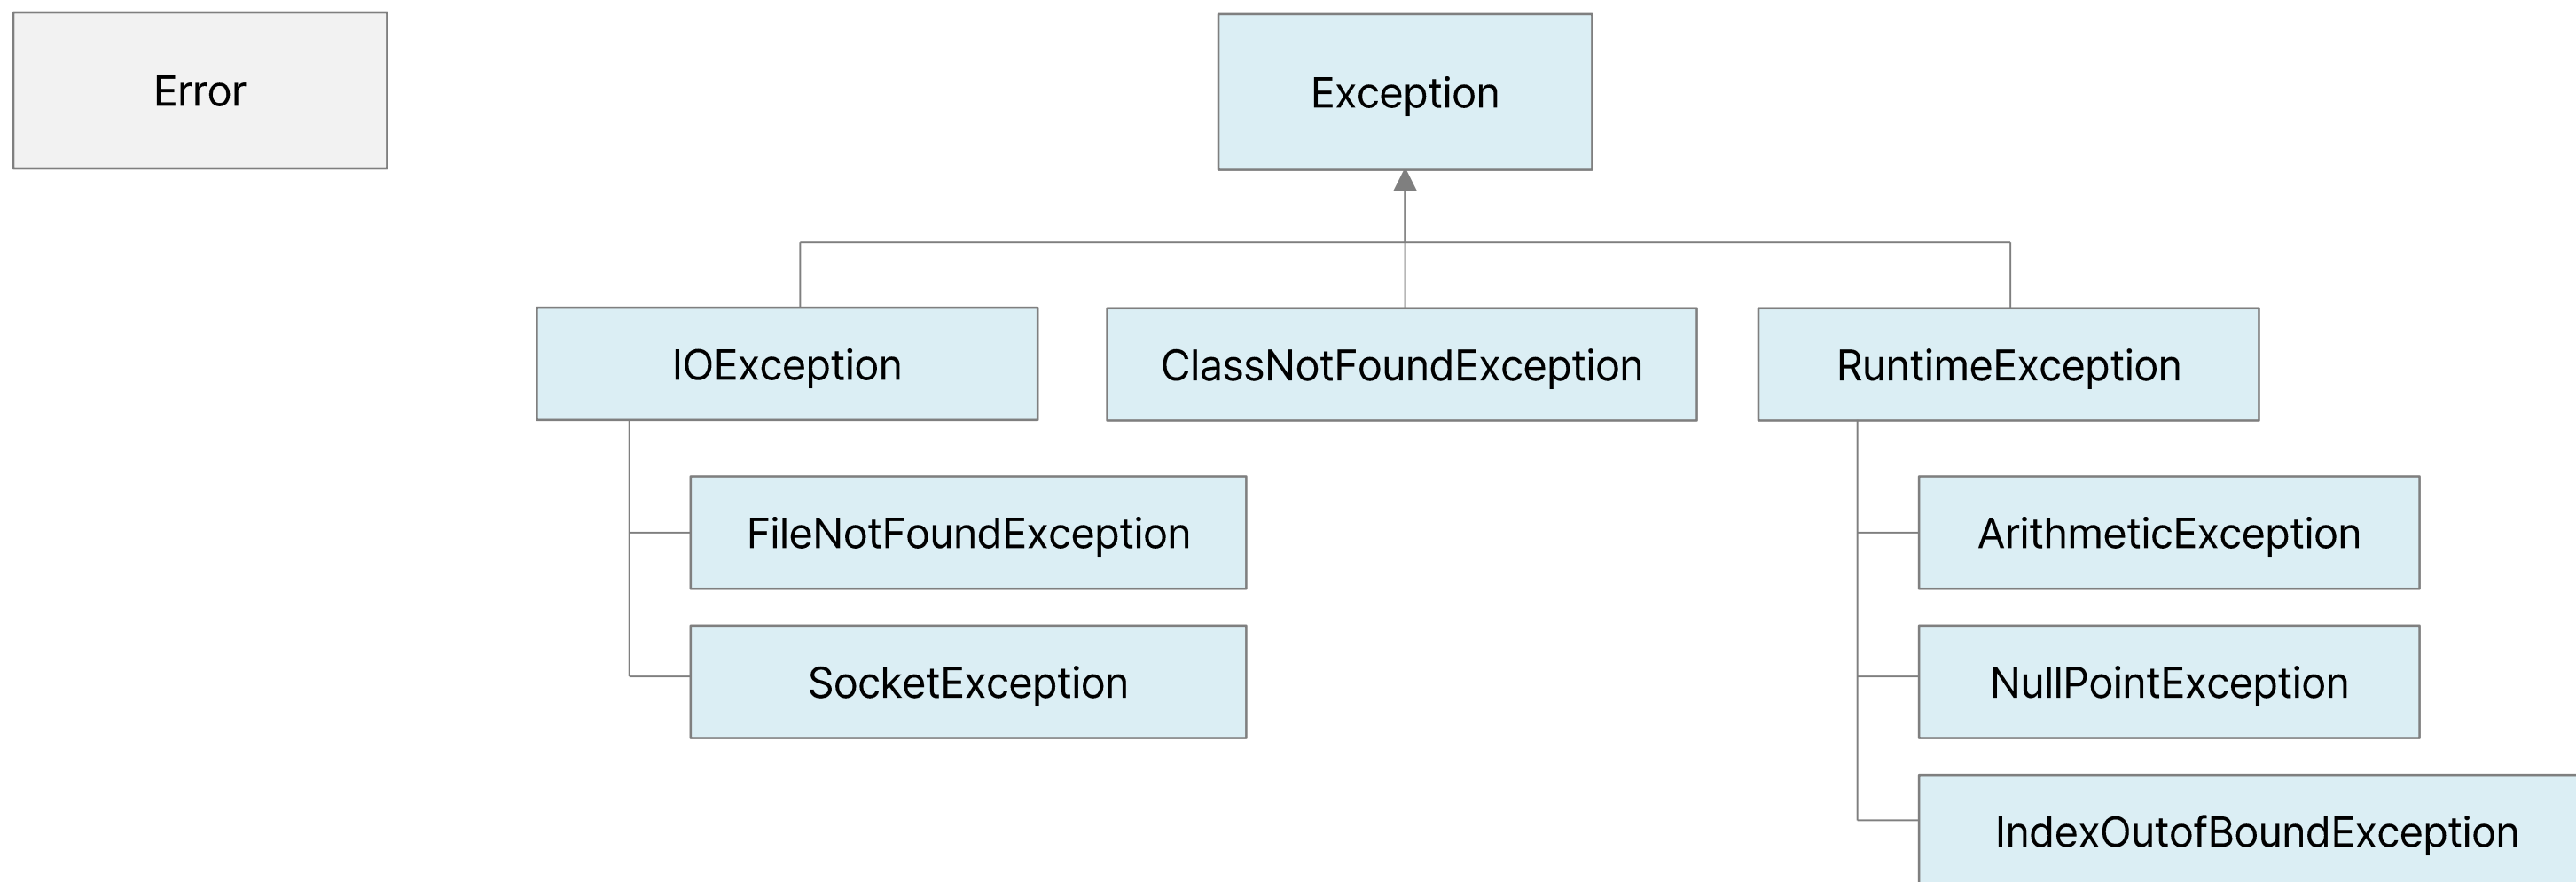 Error
Exception
IOException
ClassNotFoundException
RuntimeException
FileNotFoundException
ArithmeticException
SocketException
NullPointException
IndexOutofBoundException